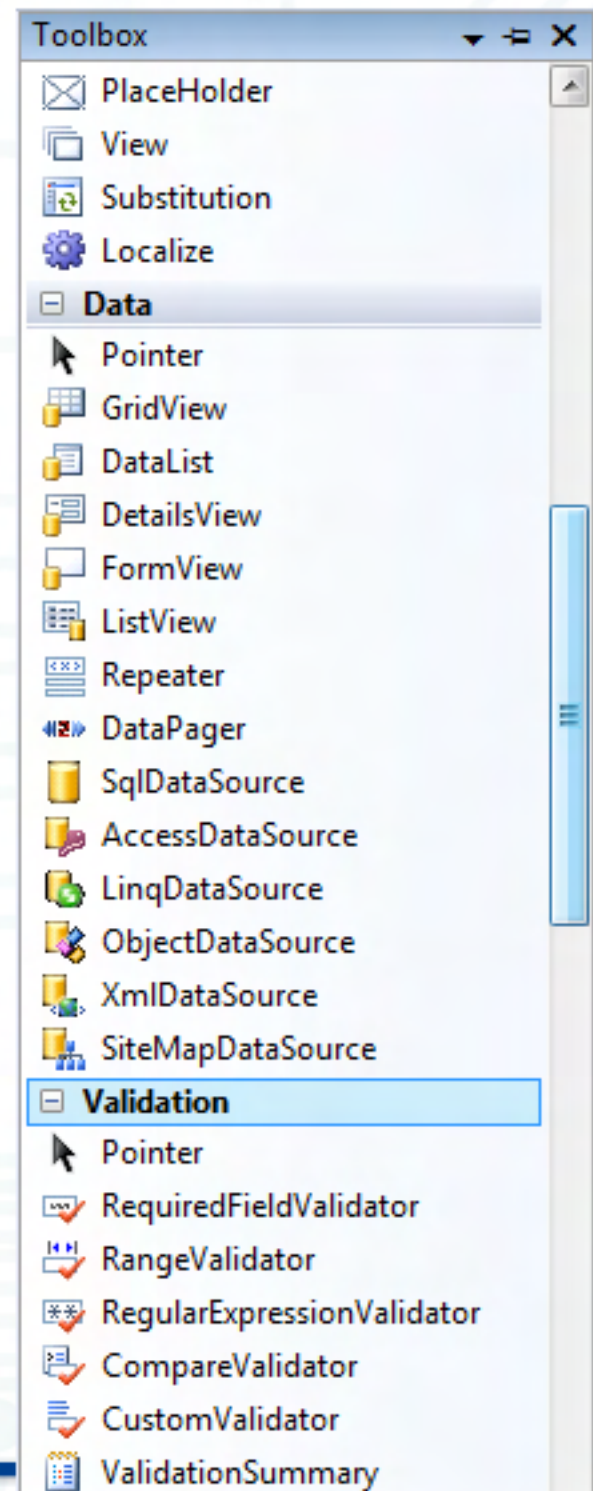 Toolbox
PlaceHolder
View
Substitution
Localize
Data
Pointer
GridView
DataList
DetailsView
FormView
ListView
Repeater
DataPager
SqlDataSource
AccessDataSource
LinqDataSource
ObjectDataSource
XmlDataSource
SiteMapDataSource
Validation
Pointer
RequiredFieldValidator
RangeValidator
RegularExpressionValidator
CompareValidator
CustomValidator
ValidationSummary